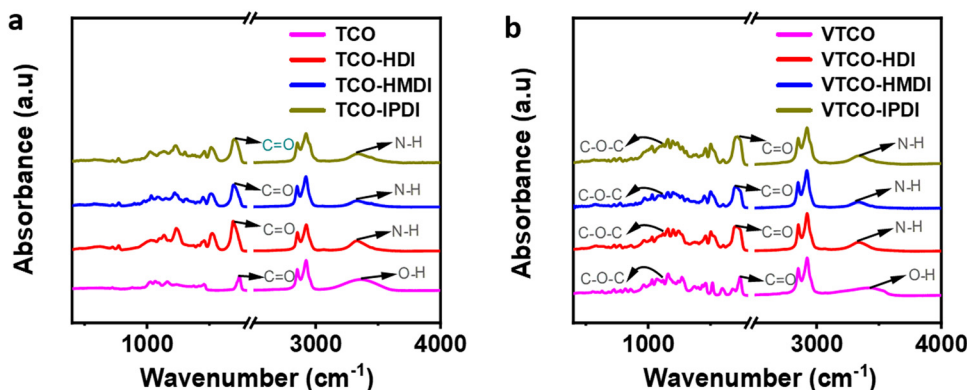 a
TCO
TCO-HDI
TCO-HMDI
TCO-IPDI
C=O
N-H
C=O
N-H
C=O
N-H
C=O
O-H
Absorbance (a.u)
1000
3000
4000
Wavenumber (cm⁻¹)
b
VTCO
VTCO-HDI
VTCO-HMDI
VTCO-IPDI
C-O-C
C=O
N-H
C-O-C
C=O
N-H
C-O-C
C=O
N-H
C-O-C
C=O
O-H
Absorbance (a.u)
1000
3000
4000
Wavenumber (cm⁻¹)